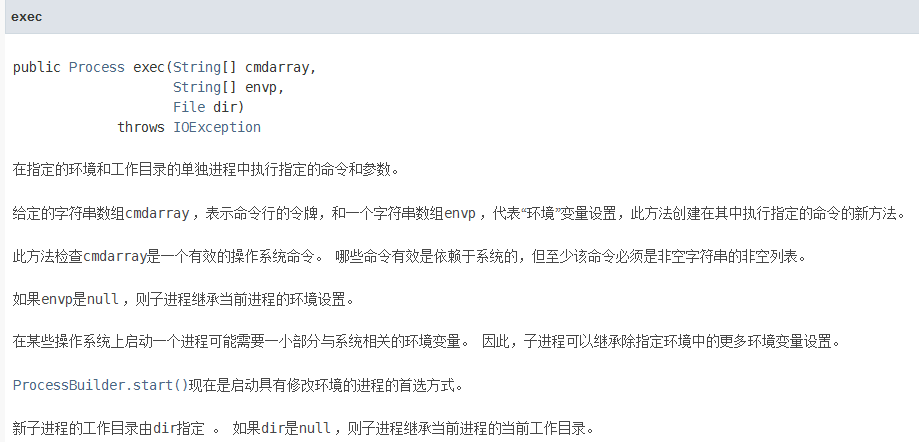 exec
public Process exec(String[] cmdarray,
String[] envp,
File dir)
throws IOException
在指定的环境和工作目录的单独进程中执行指定的命令和参数。
给定的字符串数组cmdarray ，表示命令行的令牌，和一个字符串数组envp ，代表“环境”变量设置，此方法创建在其中执行指定的命令的新方法。
此方法检查cmdarray是一个有效的操作系统命令。 哪些命令有效是依赖于系统的，但至少该命令必须是非空字符串的非空列表。
如果envp是null ，则子进程继承当前进程的环境设置。
在某些操作系统上启动一个进程可能需要一小部分与系统相关的环境变量。 因此，子进程可以继承除指定环境中的更多环境变量设置。
ProcessBuilder.start()现在是启动具有修改环境的进程的首选方式。
新子进程的工作目录由dir指定 。 如果dir是null ，则子进程继承当前进程的当前工作目录。